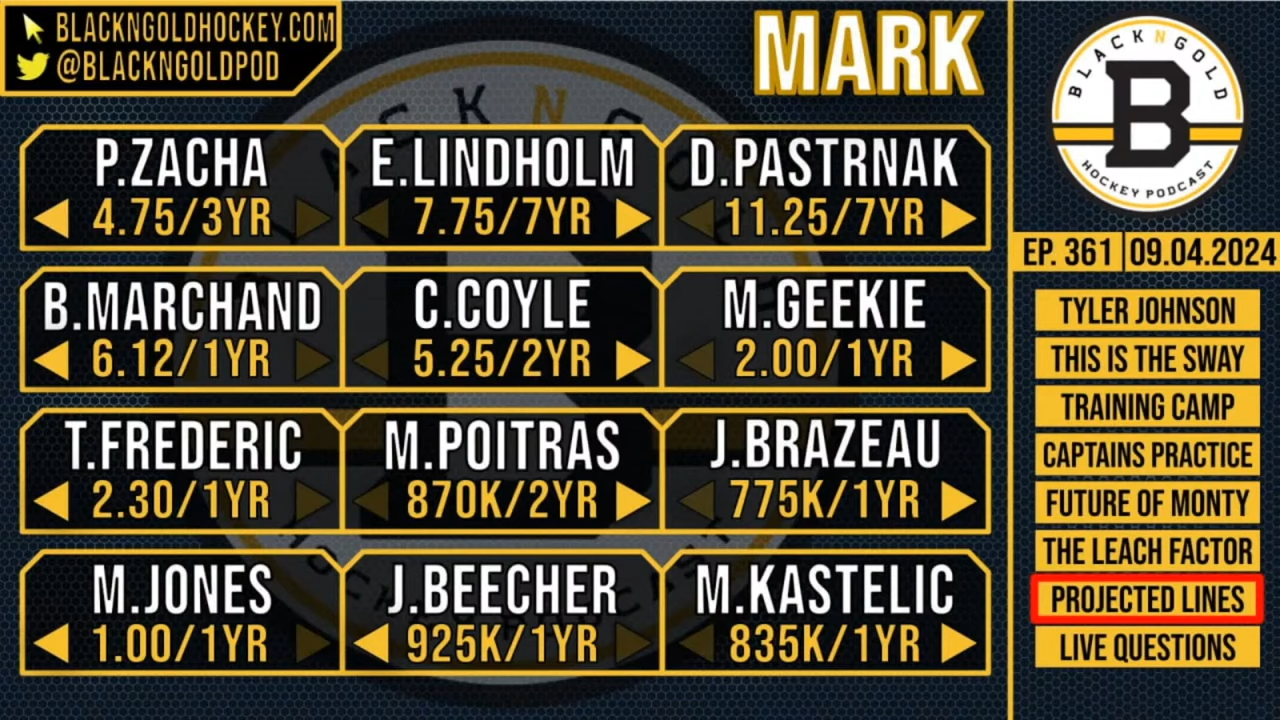 BLACKNGOLDHOCKEY.COM
@BLACKNGOLDPOD
MARK
P.ZACHA
4.75/3YR
E.LINDHOLM
7.75/7YR
D.PASTRNAK
11.25/7YR
B.MARCHAND
6.12/1YR
C.COYLE
5.25/2YR
M.GEEKIE
2.00/1YR
T.FREDERIC
2.30/1YR
M.POITRAS
870K/2YR
J.BRAZEAU
775K/1YR
M.JONES
1.00/1YR
J.BEECHER
925K/1YR
M.KASTELIC
835K/1YR
BLACKNGOLD
B
HOCKEY PODCAST
EP. 361 | 09.04.2024
TYLER JOHNSON
THIS IS THE SWAY
TRAINING CAMP
CAPTAINS PRACTICE
FUTURE OF MONTY
THE LEACH FACTOR
PROJECTED LINES
LIVE QUESTIONS